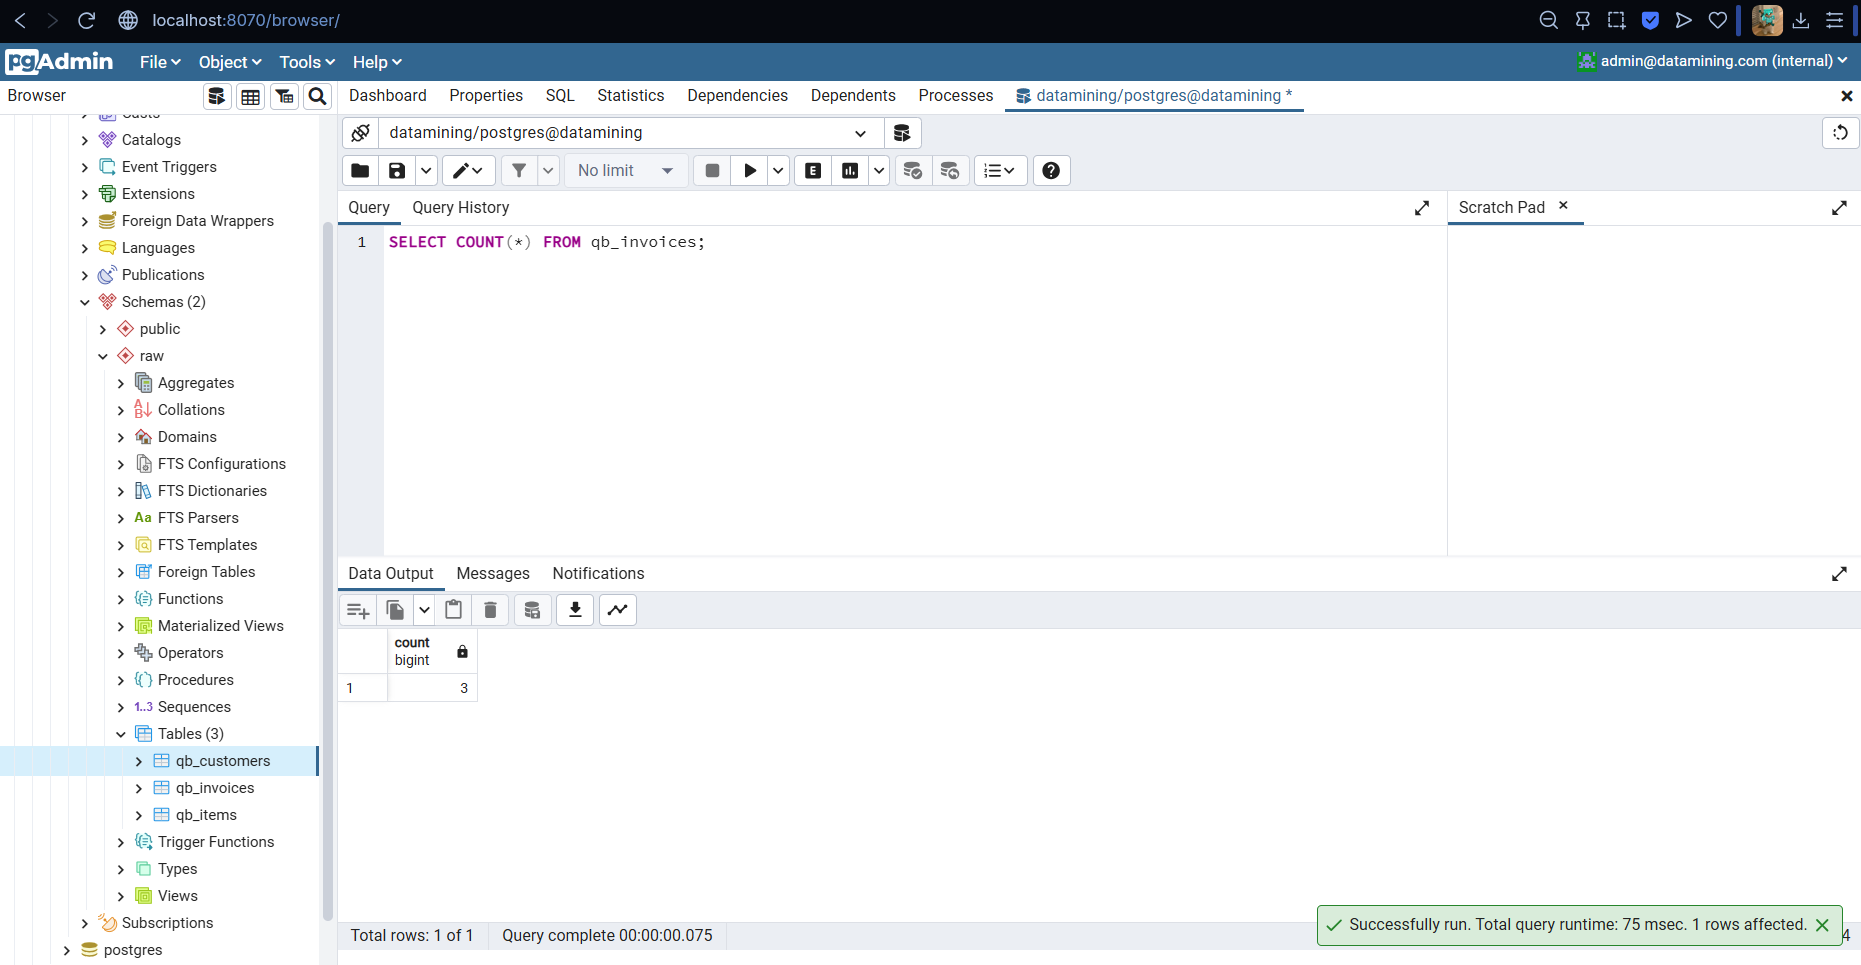 localhost:8070/browser/
pgAdmin File Object Tools Help admin@datamining.com (internal)
Browser
Dashboard Properties SQL Statistics Dependencies Dependents Processes datamining/postgres@datamining *
Casts
Catalogs
Event Triggers
Extensions
Foreign Data Wrappers
Languages
Publications
Schemas (2)
public
raw
Aggregates
Collations
Domains
FTS Configurations
FTS Dictionaries
Aa FTS Parsers
FTS Templates
Foreign Tables
Functions
Materialized Views
Operators
Procedures
1..3 Sequences
Tables (3)
qb_customers
qb_invoices
qb_items
Trigger Functions
Types
Views
Subscriptions
postgres
datamining/postgres@datamining
No limit
E
Query Query History
Scratch Pad
1 SELECT COUNT(*) FROM qb_invoices;
Data Output Messages Notifications
count
bigint
1 3
Total rows: 1 of 1 Query complete 00:00:00.075
Successfully run. Total query runtime: 75 msec. 1 rows affected.
4